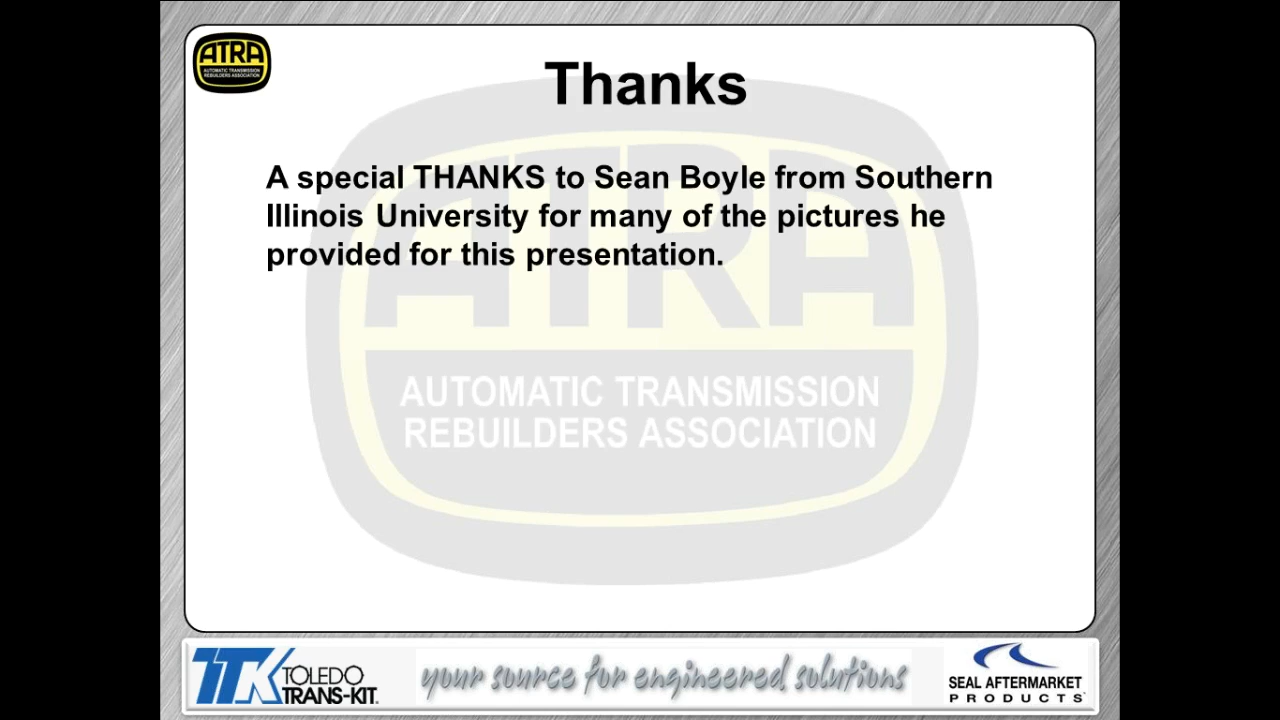 ATRA
AUTOMATIC TRANSMISSION
REBUILDERS ASSOCIATION
Thanks
A special THANKS to Sean Boyle from Southern
Illinois University for many of the pictures he
provided for this presentation.
ATRA
AUTOMATIC TRANSMISSION
REBUILDERS ASSOCIATION
TTK TOLEDO
TRANS-KIT.
your source for engineered solutions
SEAL AFTERMARKET
PRODUCTS